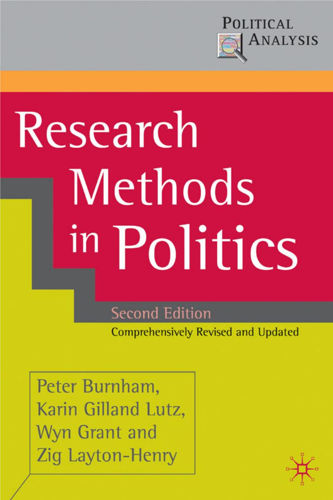 POLITICAL
ANALYSIS
Research
Methods
in Politics
Second Edition
Comprehensively Revised and Updated
Peter Burnham,
Karin Gilland Lutz,
Wyn Grant and
Zig Layton-Henry